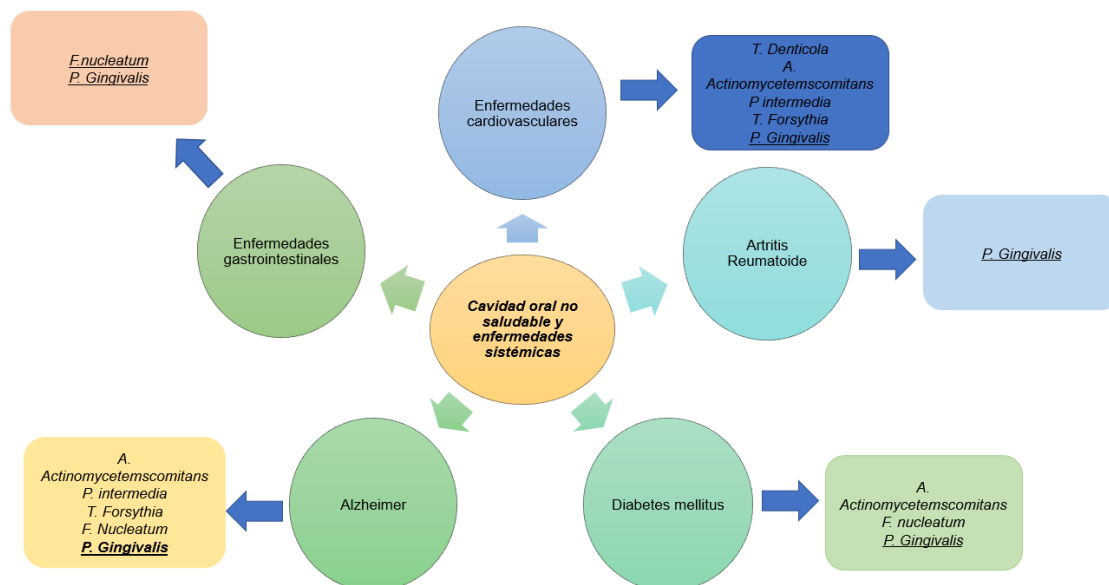 F.nucleatum
P. Gingivalis
Enfermedades
cardiovasculares
T. Denticola
A.
Actinomycetemscomitans
P intermedia
T. Forsythia
P. Gingivalis
Enfermedades
gastrointestinales
Artritis
Reumatoide
P. Gingivalis
Cavidad oral no
saludable y
enfermedades
sistémicas
A.
Actinomycetemscomitans
P. intermedia
T. Forsythia
F. Nucleatum
P. Gingivalis
Alzheimer
Diabetes mellitus
A.
Actinomycetemscomitans
F. nucleatum
P. Gingivalis